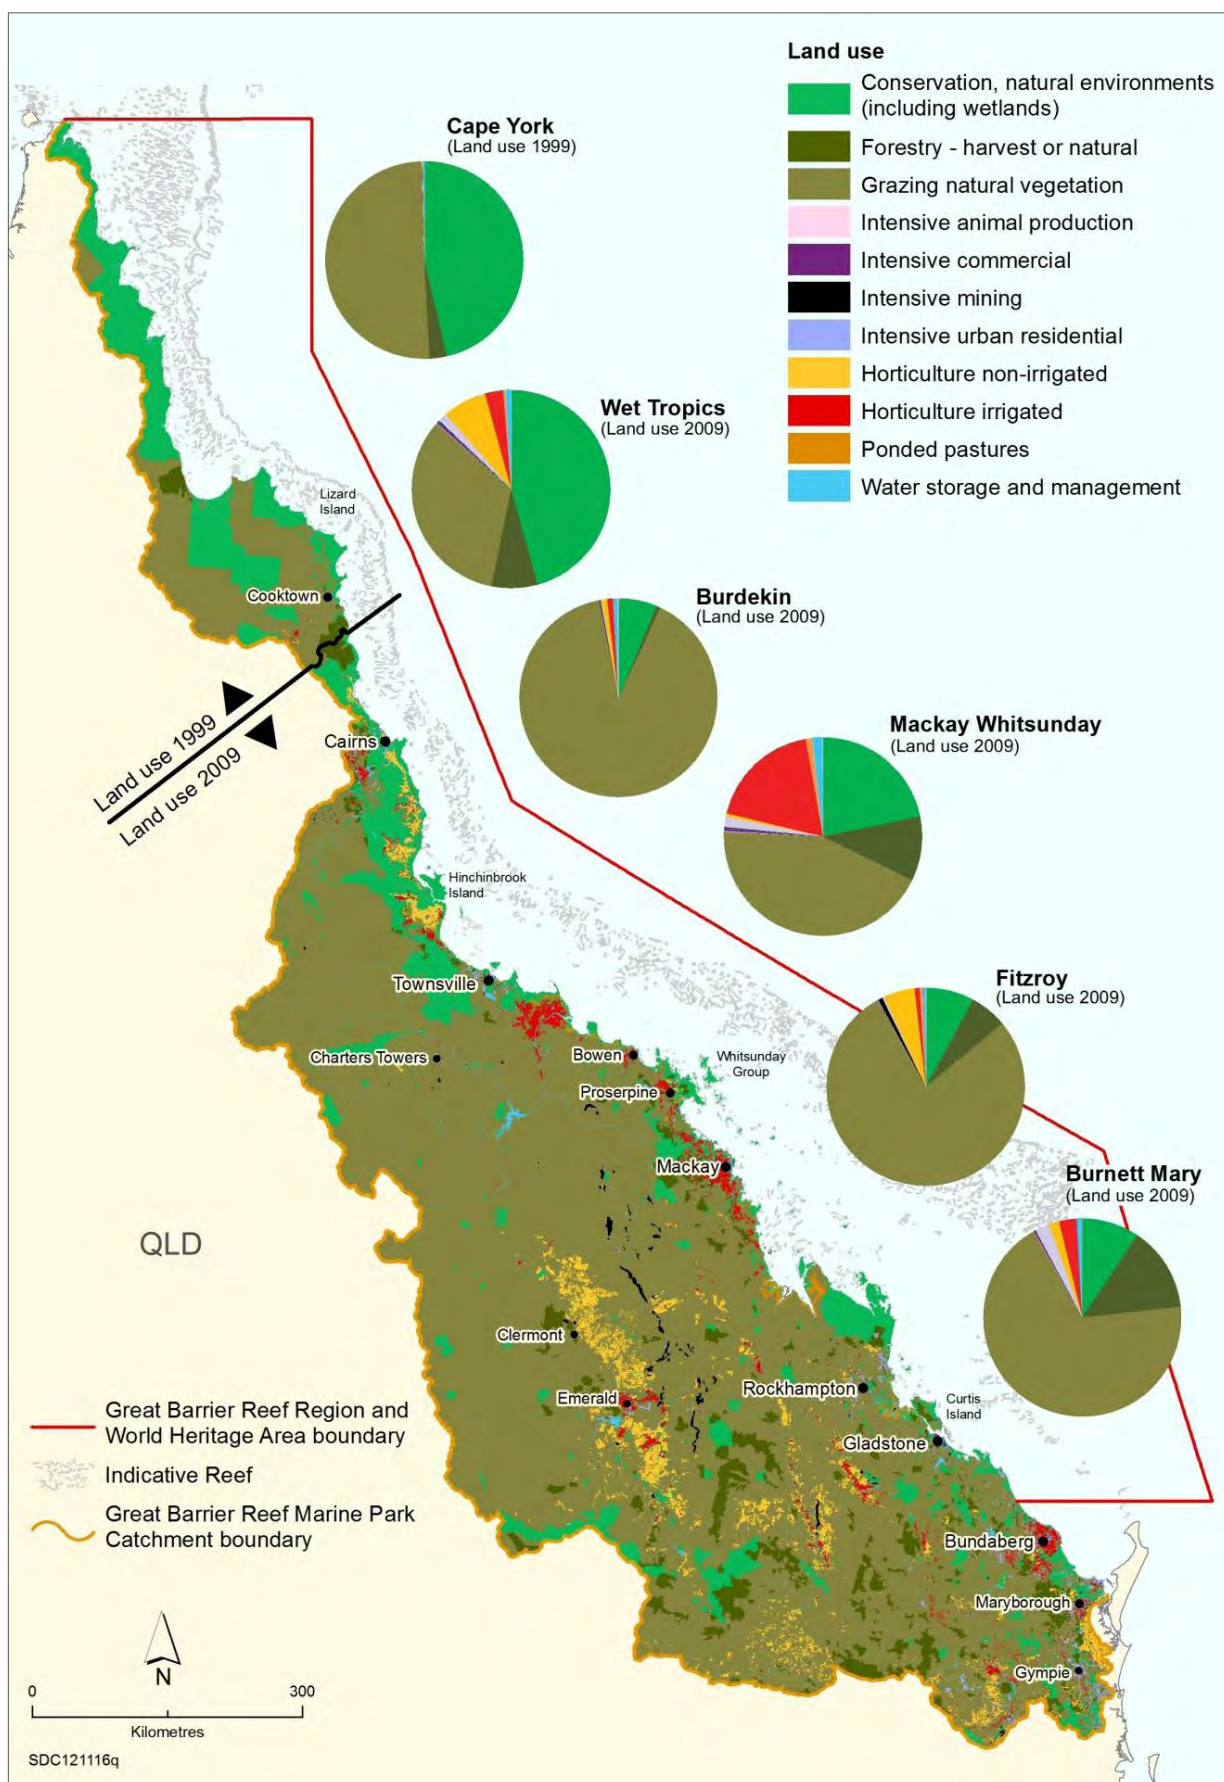 Land use
Conservation, natural environments
(including wetlands)
Forestry - harvest or natural
Grazing natural vegetation
Intensive animal production
Intensive commercial
Intensive mining
Intensive urban residential
Horticulture non-irrigated
Horticulture irrigated
Ponded pastures
Water storage and management
Cape York
(Land use 1999)
Wet Tropics
(Land use 2009)
Lizard
Island
Cooktown
Burdekin
(Land use 2009)
Land use 1999
Land use 2009
Cairns
Mackay Whitsunday
(Land use 2009)
Hinchinbrook
Island
Townsville
Fitzroy
(Land use 2009)
Charters Towers
Bowen
Whitsunday
Group
Proserpine
Mackay
Burnett Mary
(Land use 2009)
QLD
Clermont
Emerald
Rockhampton
Curtis
Island
Gladstone
Great Barrier Reef Region and
World Heritage Area boundary
Indicative Reef
Great Barrier Reef Marine Park
Catchment boundary
Bundaberg
Maryborough
Gympie
N
0 300
Kilometres
SDC121116q